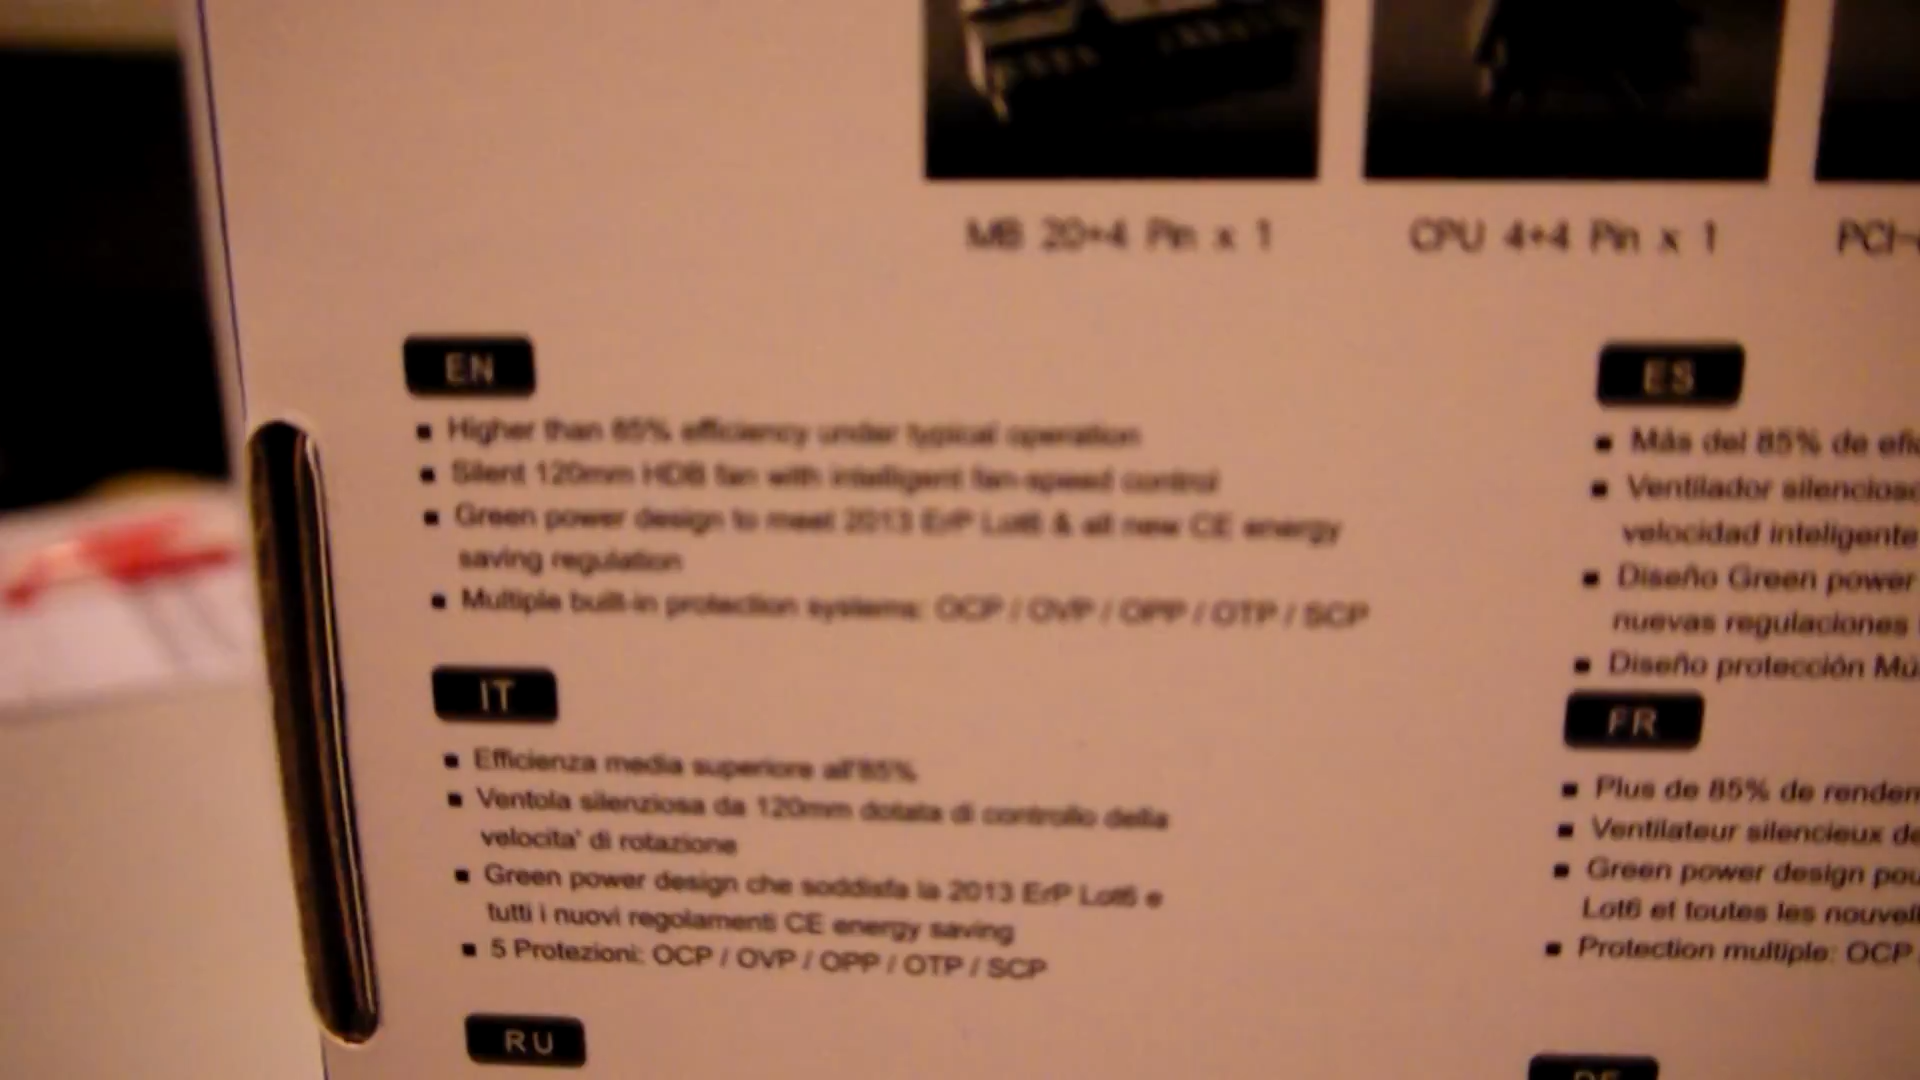 MB 20+4 Pin x 1
CPU 4+4 Pin x 1
PCI-
EN
Higher than 85% efficiency under typical operation
Silent 120mm HDB fan with intelligent fan-speed control
Green power design to meet 2013 ErP Lot6 & all new CE energy
saving regulation
Multiple built-in protection systems: OCP / OVP / OPP / OTP / SCP
IT
Efficienza media superiore all'85%
Ventola silenziosa da 120mm dotata di controllo della
velocita' di rotazione
Green power design che soddisfa la 2013 ErP Lot6 e
tutti i nuovi regolamenti CE energy saving
5 Protezioni: OCP / OVP / OPP / OTP / SCP
RU
ES
Más del 85% de
Ventilador
velocidad inteligente
Diseño Green power
nuevas regulaciones
Diseño protección
FR
Plus de 85% de
Ventilateur silencieux
Green power design
Lot6 et toutes les
Protection multiple: OCP